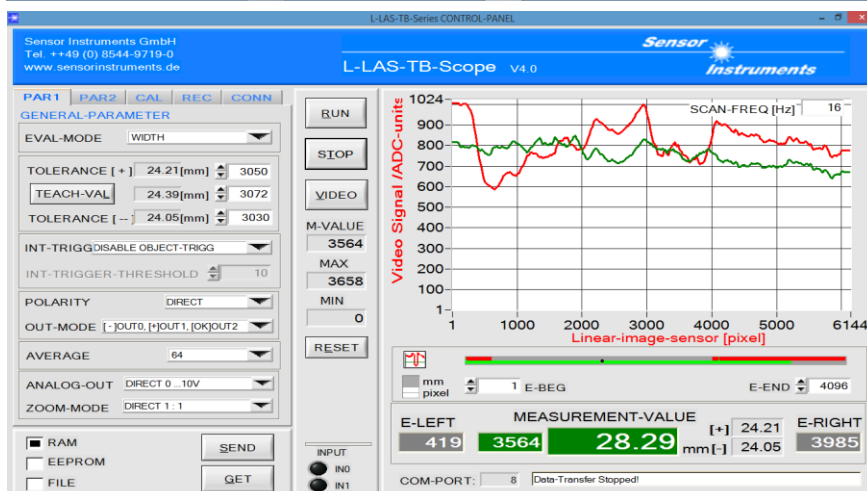 L-LAS-TB-Series CONTROL-PANEL
Sensor Instruments GmbH
Tel. ++49 (0) 8544-9719-0
www.sensorinstruments.de
L-LAS-TB-Scope V4.0
Sensor
Instruments
PAR1 PAR2 CAL REC CONN
GENERAL-PARAMETER
EVAL-MODE WIDTH
TOLERANCE [+] 24.21[mm] 3050
TEACH-VAL 24.39[mm] 3072
TOLERANCE [--] 24.05[mm] 3030
INT-TRIGG DISABLE OBJECT-TRIGG
INT-TRIGGER-THRESHOLD 10
POLARITY DIRECT
OUT-MODE [-]OUT0, [+]OUT1, [OK]OUT2
AVERAGE 64
ANALOG-OUT DIRECT 0 ...10V
ZOOM-MODE DIRECT 1 : 1
RAM
EEPROM
FILE
SEND
GET
RUN
STOP
VIDEO
M-VALUE
3564
MAX
3658
MIN
0
RESET
INPUT
IN0
IN1
Video Signal /ADC-units
SCAN-FREQ [Hz] 16
1024
900
800
700
600
500
400
300
200
100
1
1 1000 2000 3000 4000 5000 6144
Linear-image-sensor [pixel]
mm
pixel
1 E-BEG
E-END 4096
E-LEFT
419
MEASUREMENT-VALUE
3564 28.29 mm
[+] 24.21
[-] 24.05
E-RIGHT
3985
COM-PORT: 8 Data-Transfer Stopped!